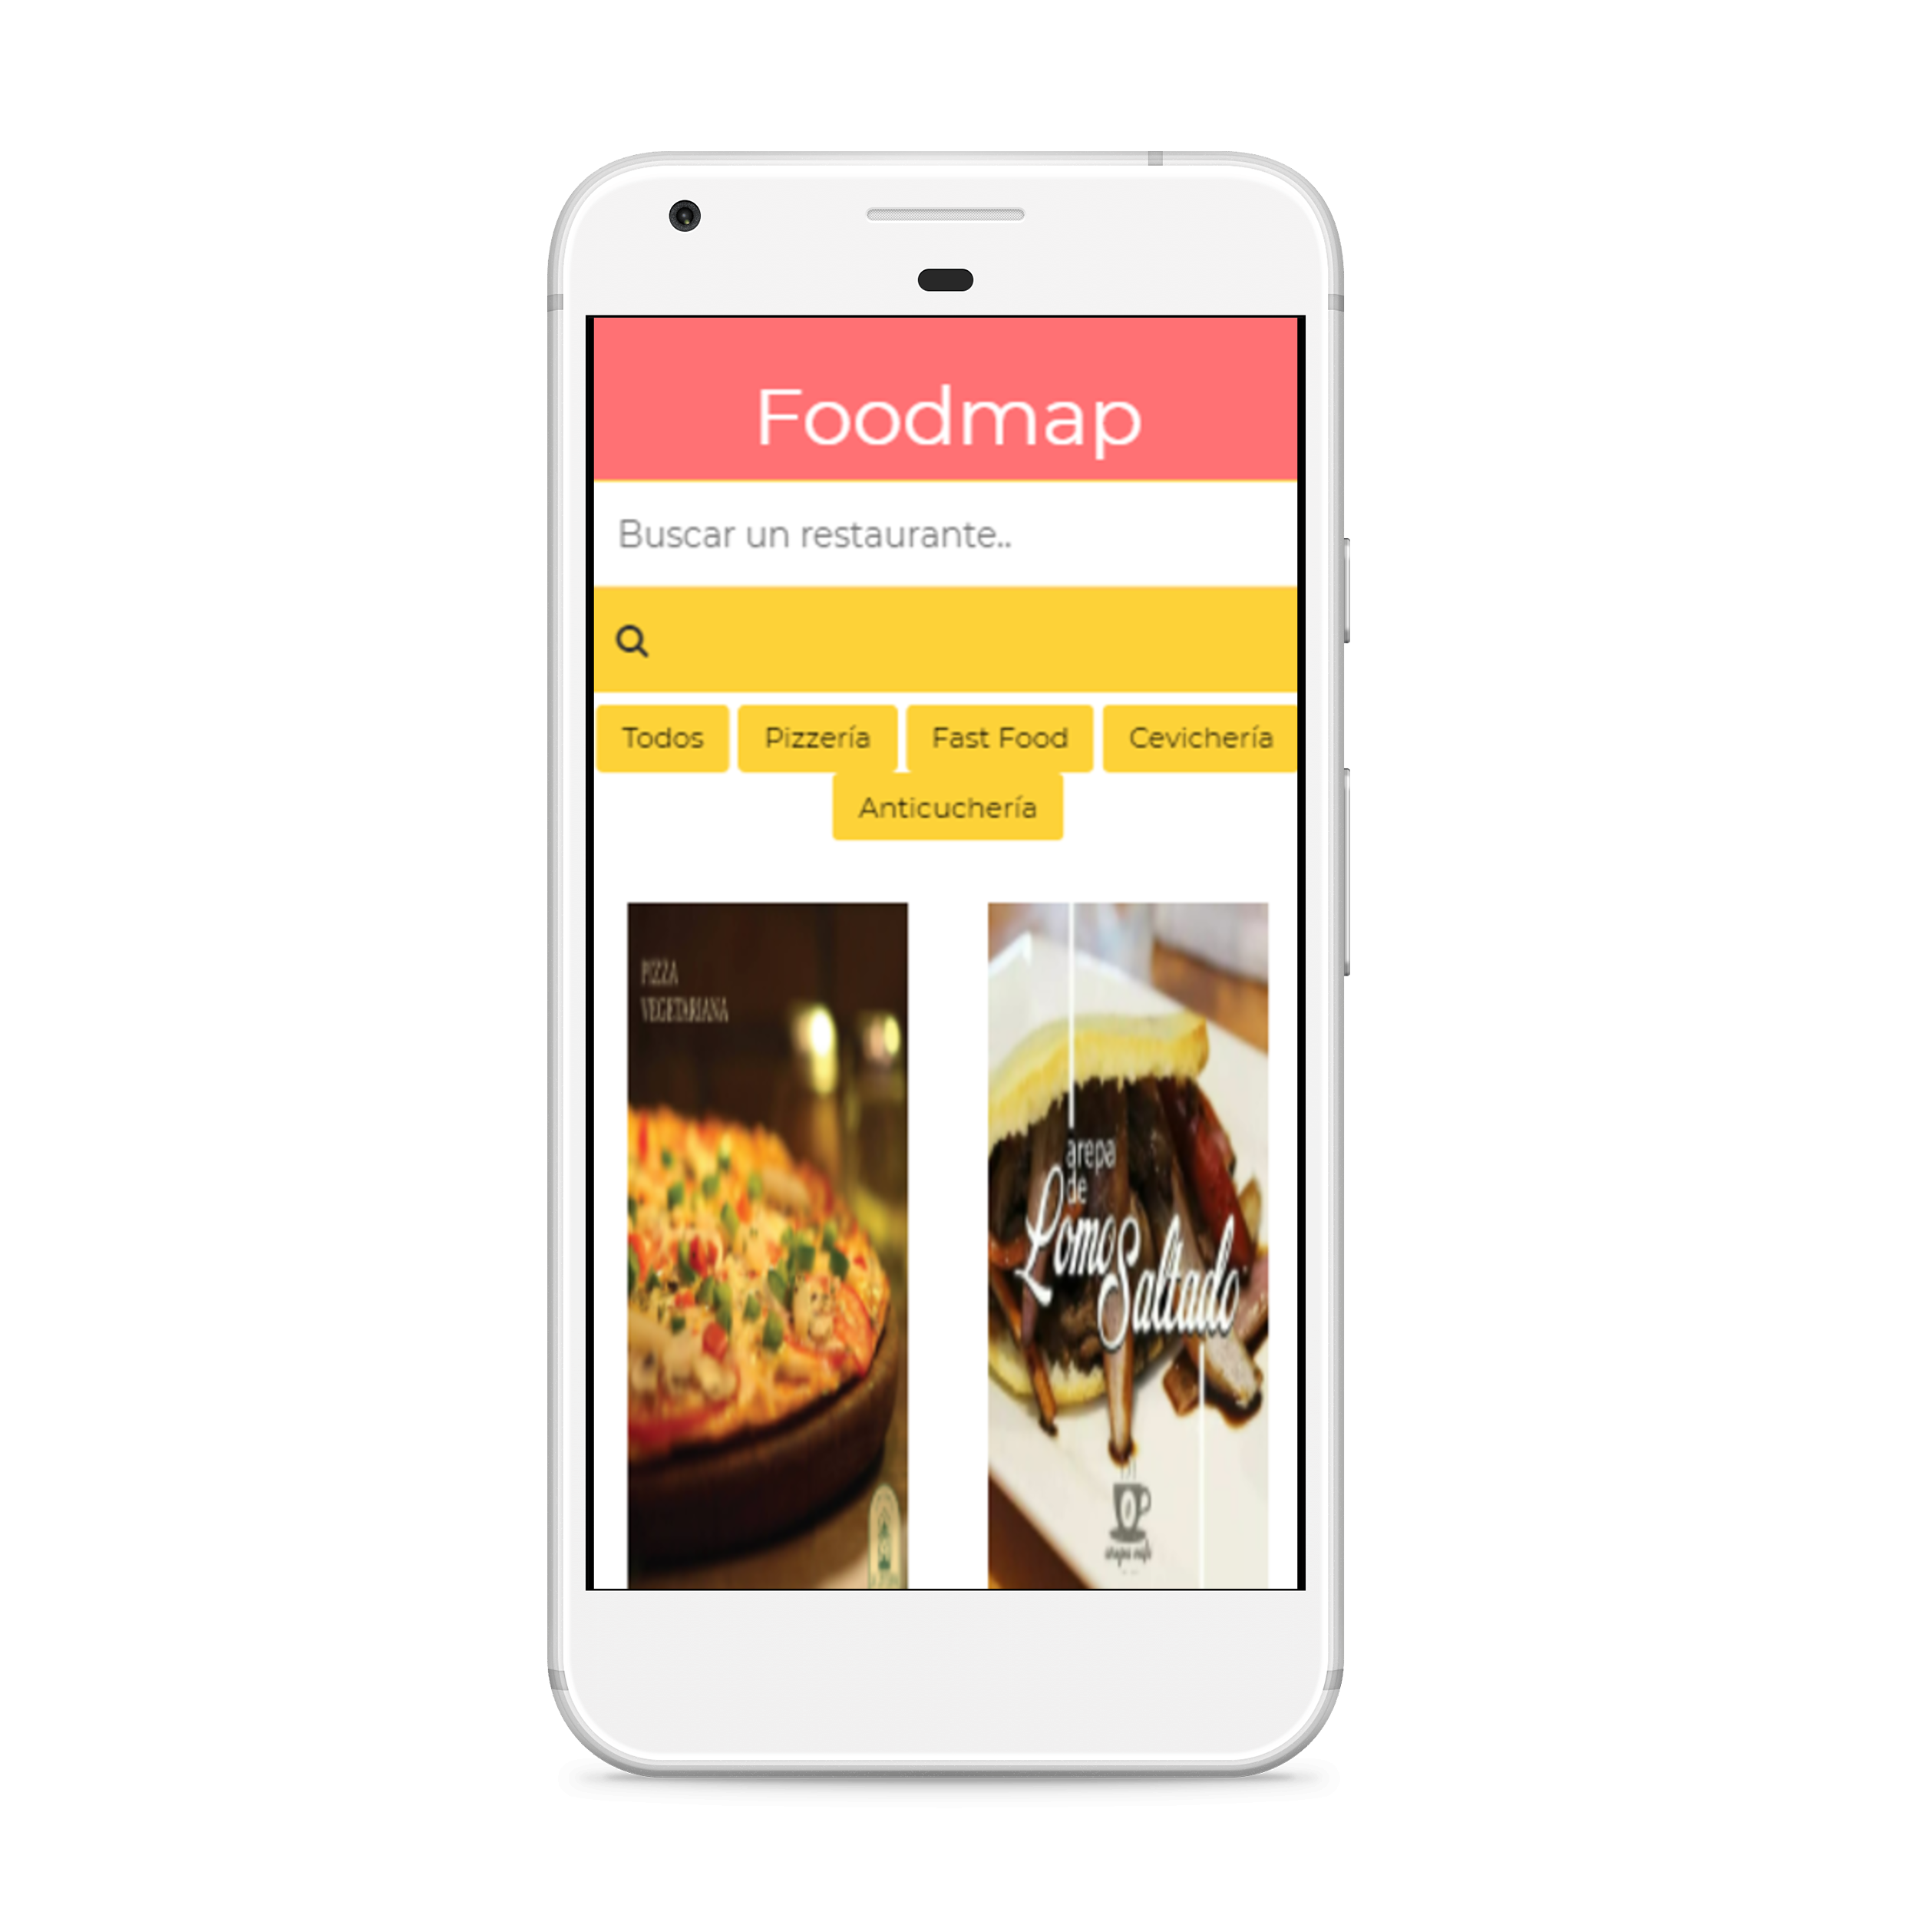 Foodmap
Buscar un restaurante..
Todos Pizzería Fast Food Cevichería
Anticuchería
PIZZA
VEGETARIANA
arepa
de
Lomo
Saltado
arepa café